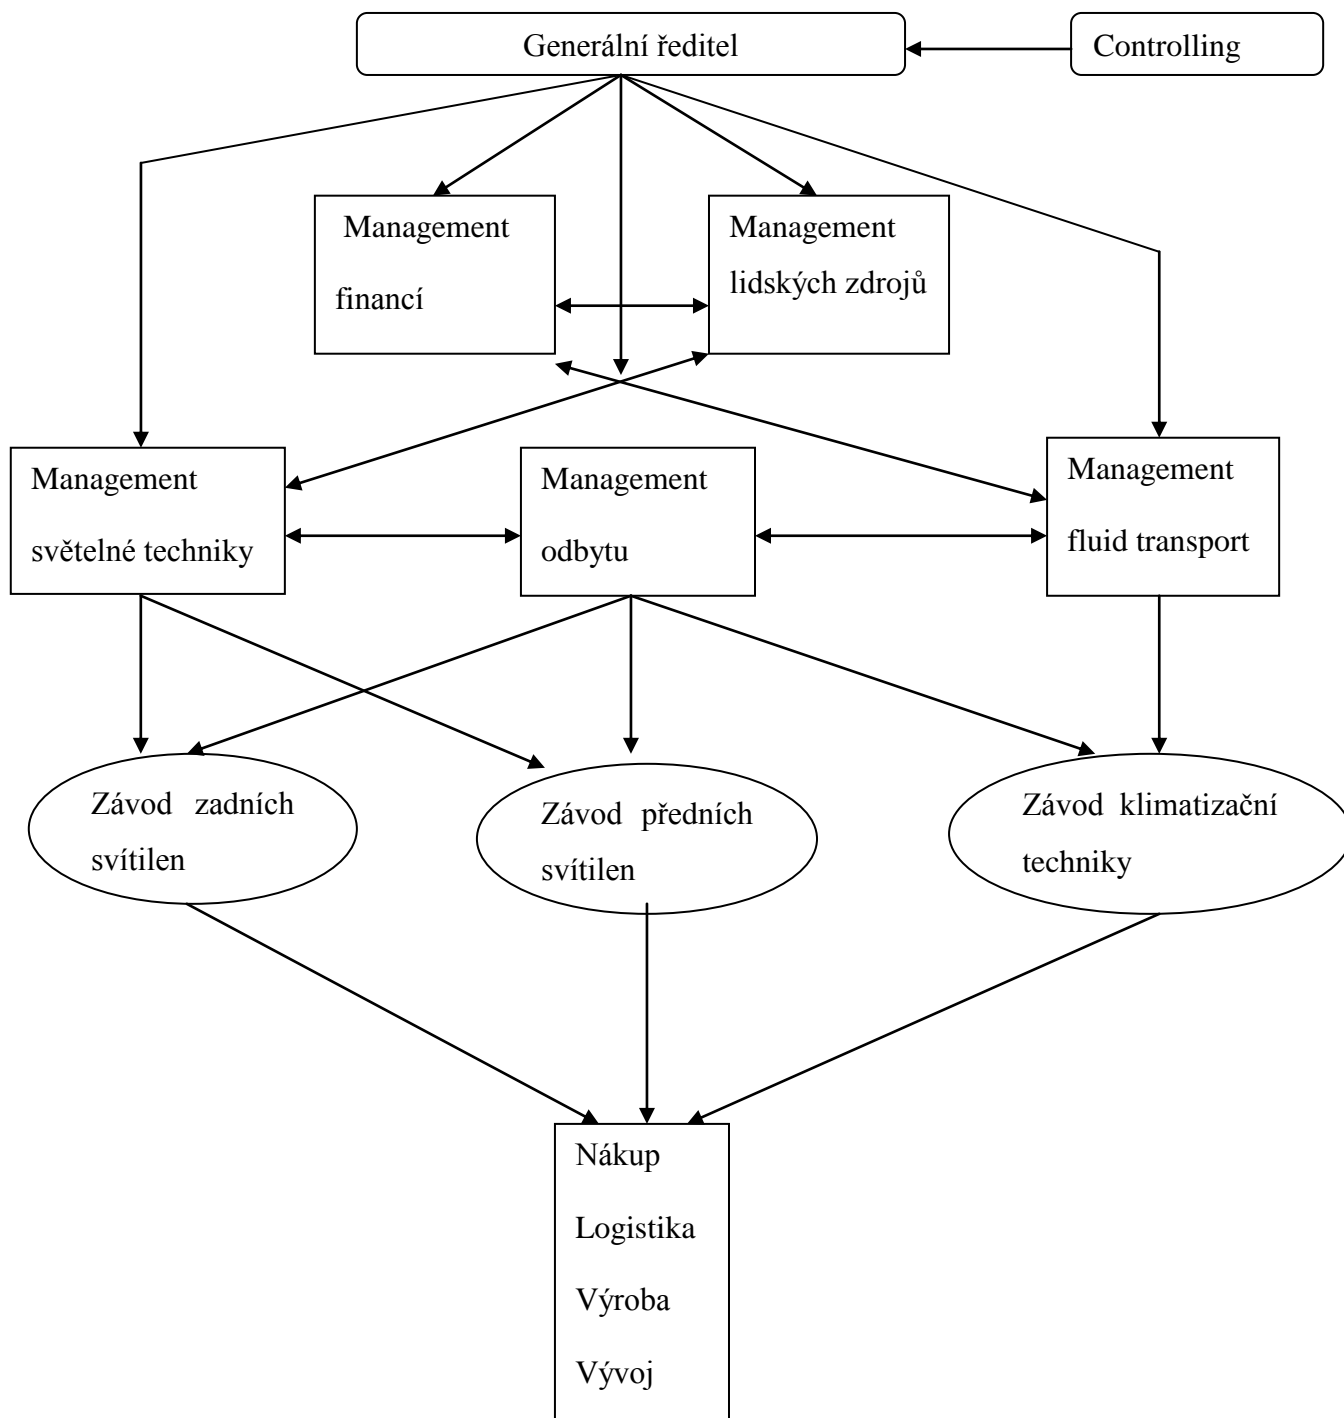 Generální ředitel
Controlling
Management
financí
Management
lidských zdrojů
Management
světelné techniky
Management
odbytu
Management
fluid transport
Závod zadních
svítilen
Závod předních
svítilen
Závod klimatizační
techniky
Nákup
Logistika
Výroba
Vývoj